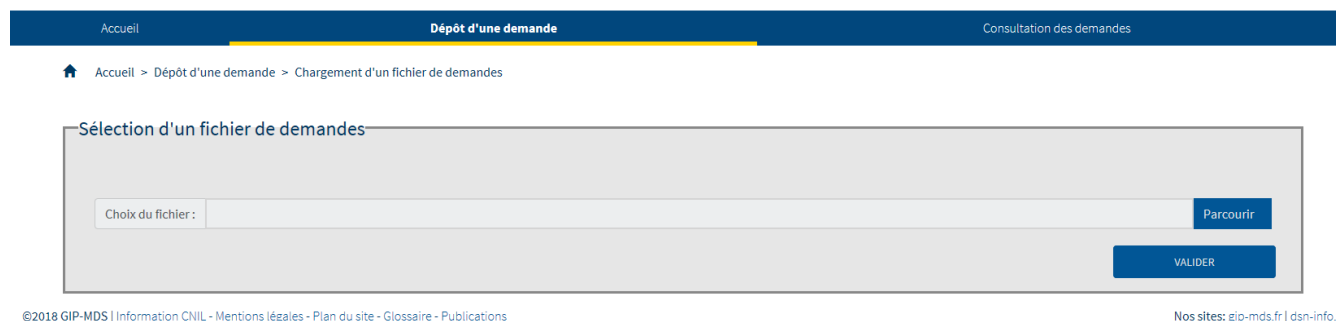 Accueil Dépôt d'une demande Consultation des demandes
Accueil > Dépôt d'une demande > Chargement d'un fichier de demandes
Sélection d'un fichier de demandes
Choix du fichier : Parcourir
VALIDER
©2018 GIP-MDS | Information CNIL - Mentions légales - Plan du site - Glossaire - Publications Nos sites: gip-mds.fr | dsn-info.